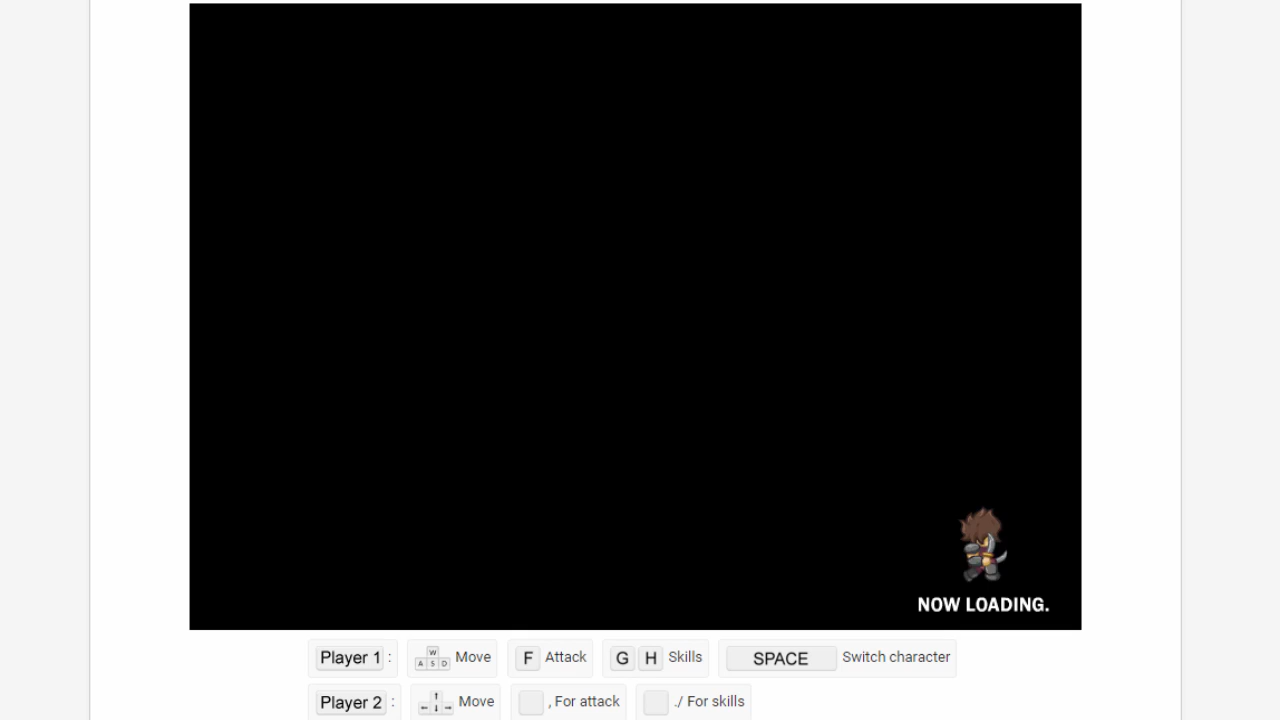 NOW LOADING.
Player 1 : W A S D Move F Attack G H Skills SPACE Switch character
Player 2 : ↑ ← ↓ → Move , For attack ./ For skills